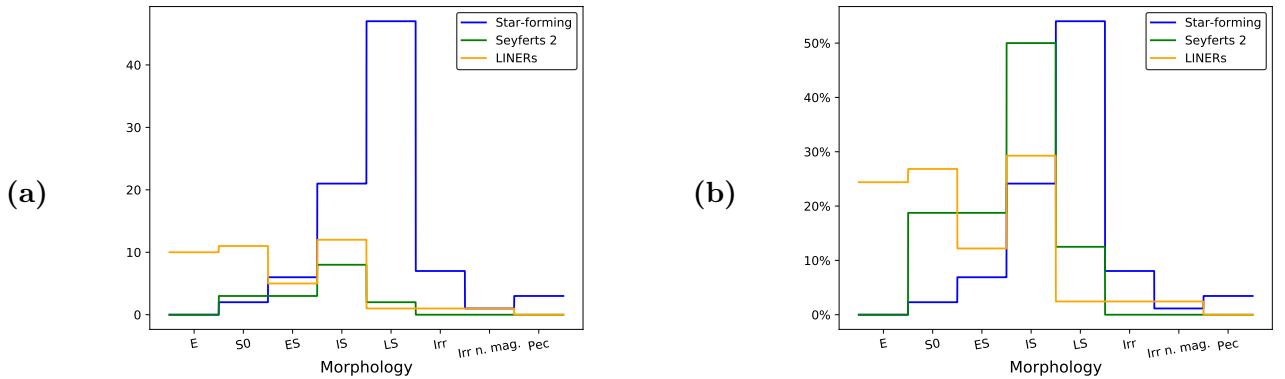 (a)
40
30
20
10
0
Star-forming
Seyferts 2
LINERs
E S0 ES IS LS Irr Irr n. mag. Pec
Morphology
(b)
50%
40%
30%
20%
10%
0%
Star-forming
Seyferts 2
LINERs
E S0 ES IS LS Irr Irr n. mag. Pec
Morphology